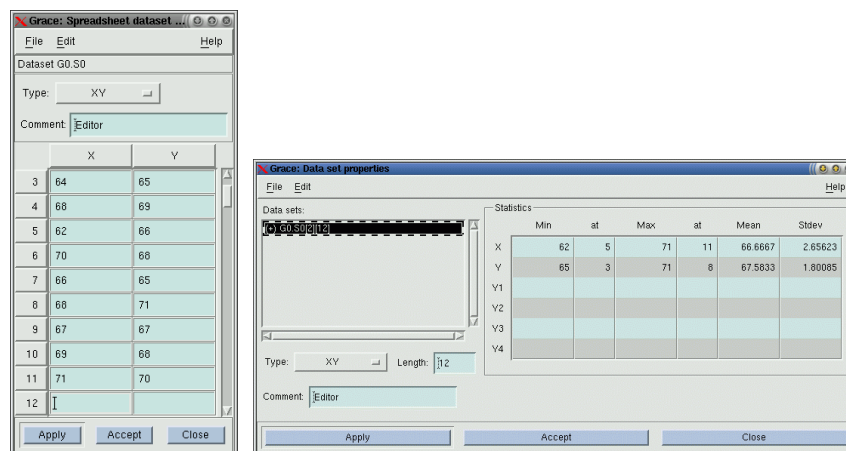 Grace: Spreadsheet dataset ...
File Edit Help
Dataset G0.S0
Type: XY
Comment: Editor
X Y
3 64 65
4 68 69
5 62 66
6 70 68
7 66 65
8 68 71
9 67 67
10 69 68
11 71 70
12
Apply Accept Close
Grace: Data set properties
File Edit Help
Data sets:
(+) G0.S0[2][12]
Type: XY Length: 12
Comment: Editor
Statistics
Min at Max at Mean Stdev
X 62 5 71 11 66.6667 2.65623
Y 65 3 71 8 67.5833 1.80085
Y1
Y2
Y3
Y4
Apply Accept Close